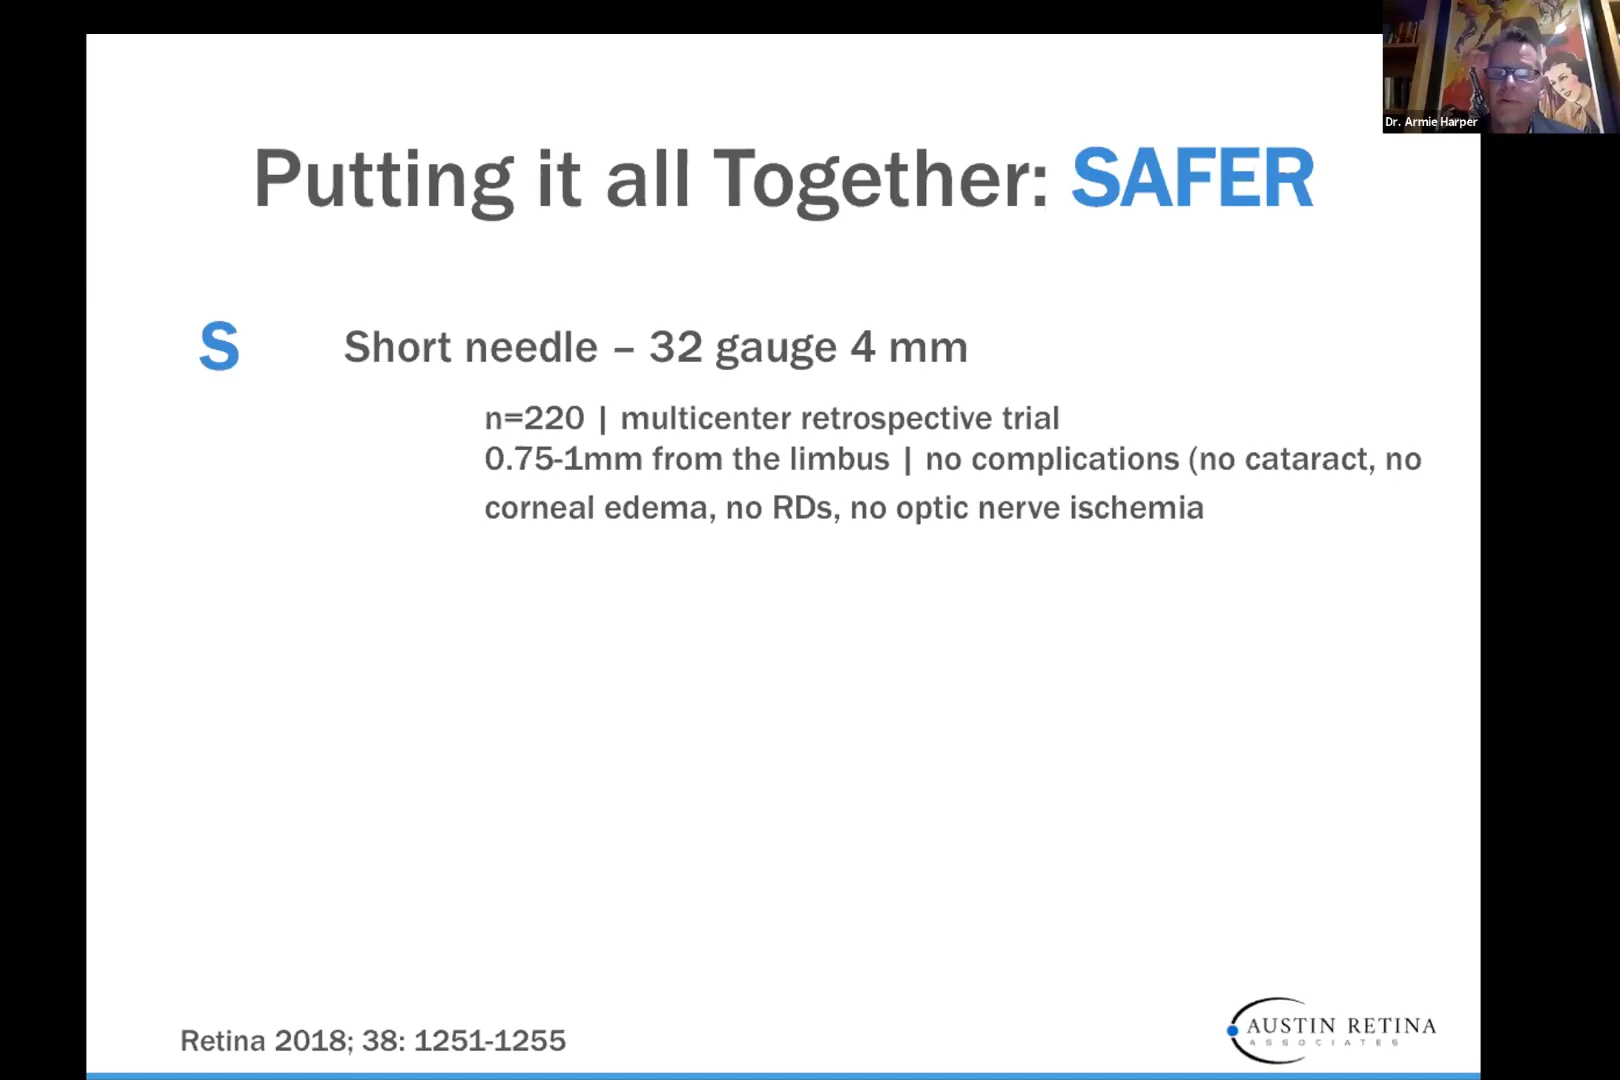 Dr. Armie Harper
Putting it all Together: SAFER
S Short needle – 32 gauge 4 mm
n=220 | multicenter retrospective trial
0.75-1mm from the limbus | no complications (no cataract, no
corneal edema, no RDs, no optic nerve ischemia
Retina 2018; 38: 1251-1255
AUSTIN RETINA
ASSOCIATES